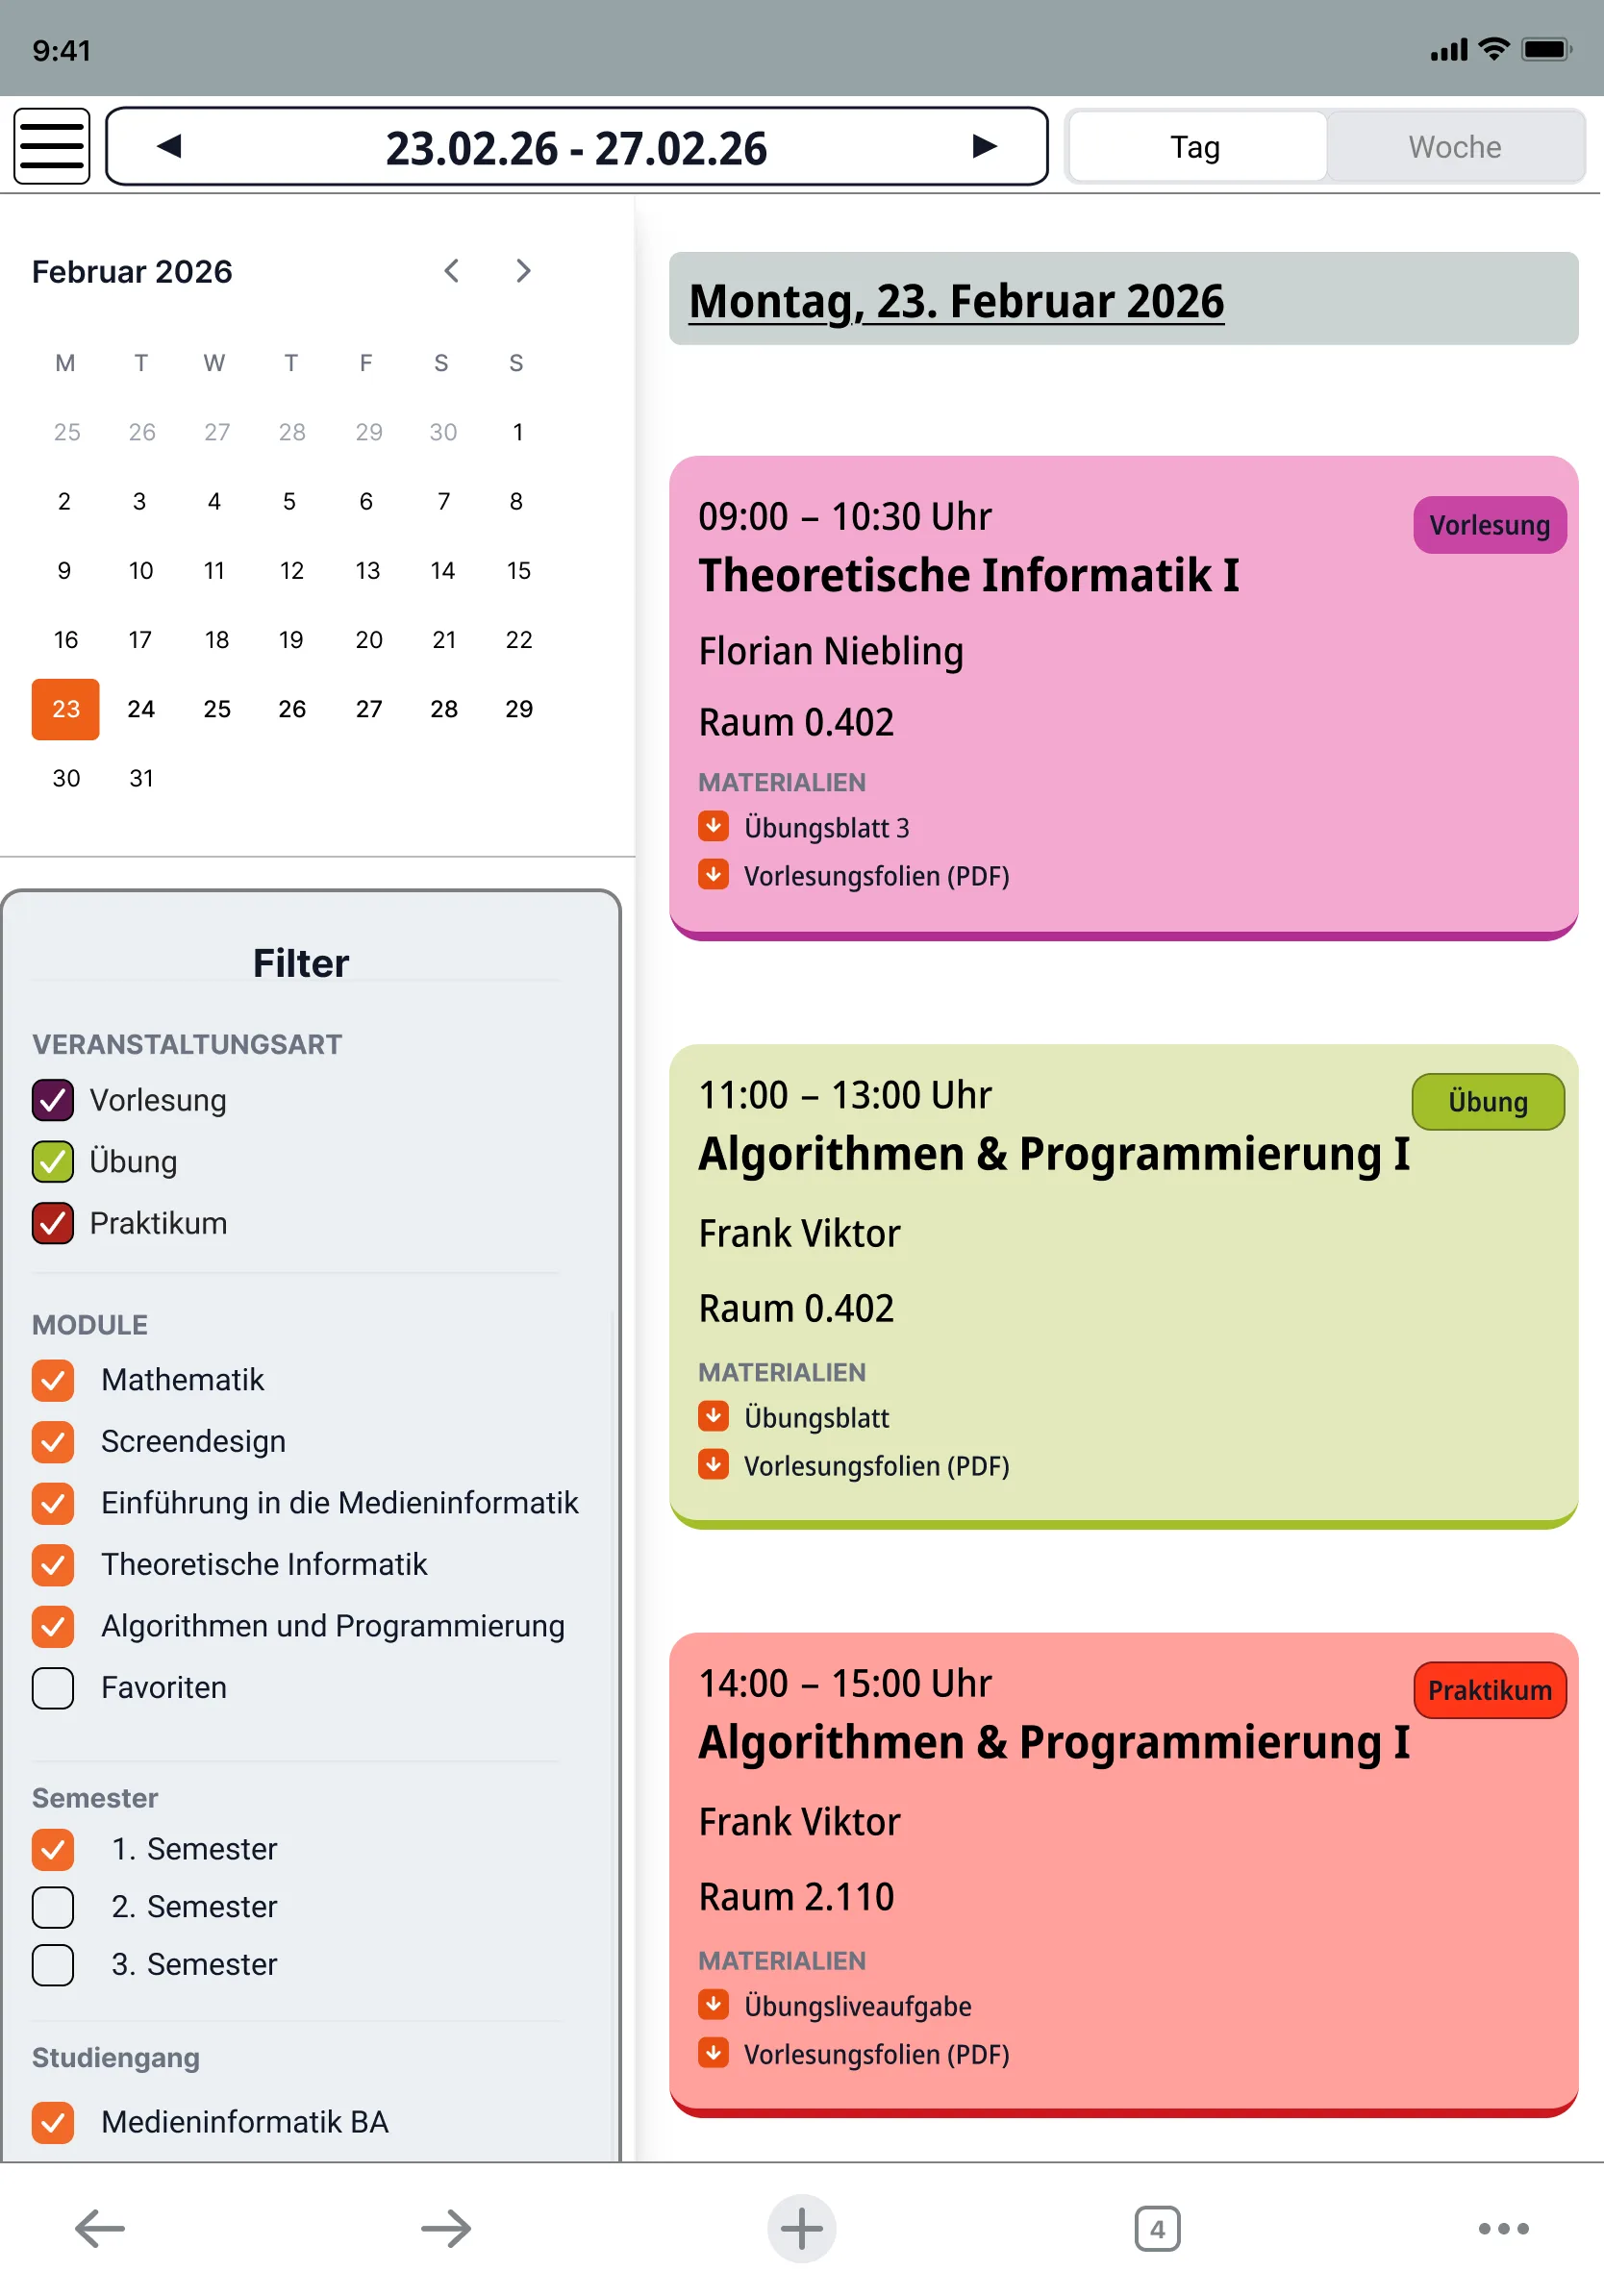 9:41
23.02.26 - 27.02.26
Tag
Woche
Februar 2026
M T W T F S S
25 26 27 28 29 30 1
2 3 4 5 6 7 8
9 10 11 12 13 14 15
16 17 18 19 20 21 22
23 24 25 26 27 28 29
30 31
Filter
VERANSTALTUNGSART
Vorlesung
Übung
Praktikum
MODULE
Mathematik
Screendesign
Einführung in die Medieninformatik
Theoretische Informatik
Algorithmen und Programmierung
Favoriten
Semester
1. Semester
2. Semester
3. Semester
Studiengang
Medieninformatik BA
Montag, 23. Februar 2026
09:00 – 10:30 Uhr
Vorlesung
Theoretische Informatik I
Florian Niebling
Raum 0.402
MATERIALIEN
Übungsblatt 3
Vorlesungsfolien (PDF)
11:00 – 13:00 Uhr
Übung
Algorithmen & Programmierung I
Frank Viktor
Raum 0.402
MATERIALIEN
Übungsblatt
Vorlesungsfolien (PDF)
14:00 – 15:00 Uhr
Praktikum
Algorithmen & Programmierung I
Frank Viktor
Raum 2.110
MATERIALIEN
Übungsliveaufgabe
Vorlesungsfolien (PDF)
4